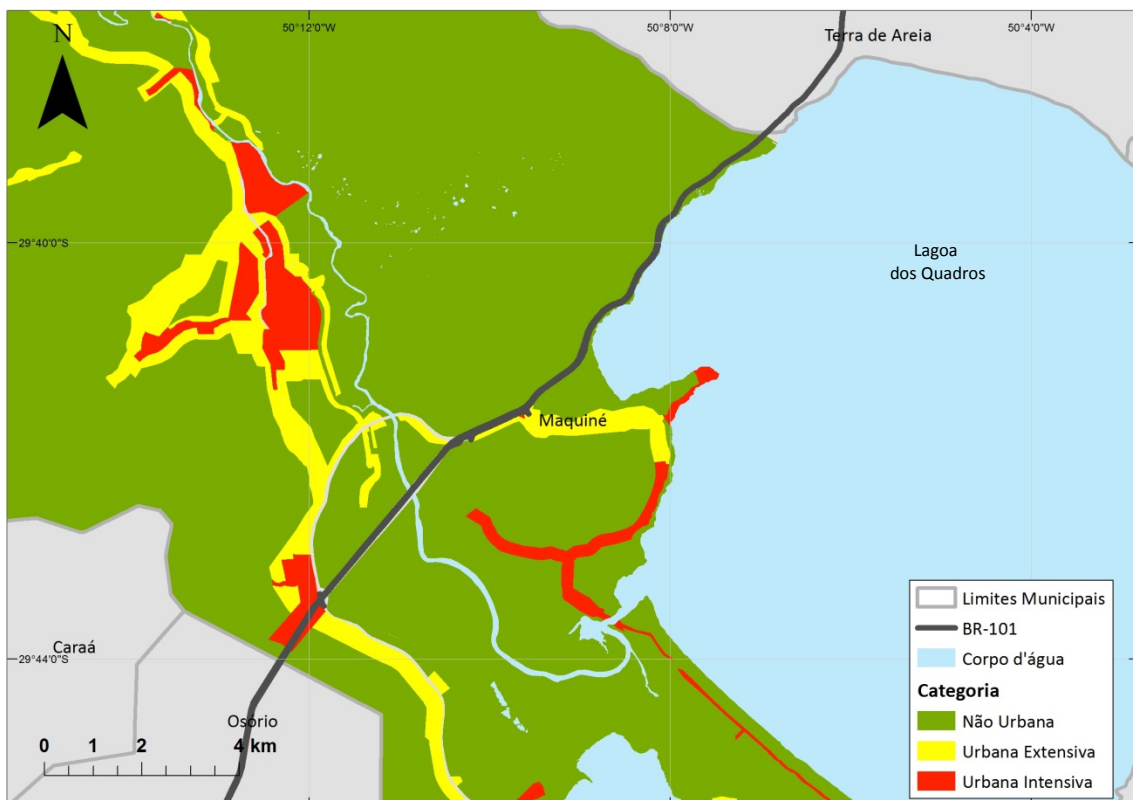 50°12'0"W
50°8'0"W
50°4'0"W
N
Terra de Areia
29°40'0"S
Lagoa
dos Quadros
Maquiné
Caraá
29°44'0"S
Osório
0 1 2 4 km
Limites Municipais
BR-101
Corpo d'água
Categoria
Não Urbana
Urbana Extensiva
Urbana Intensiva